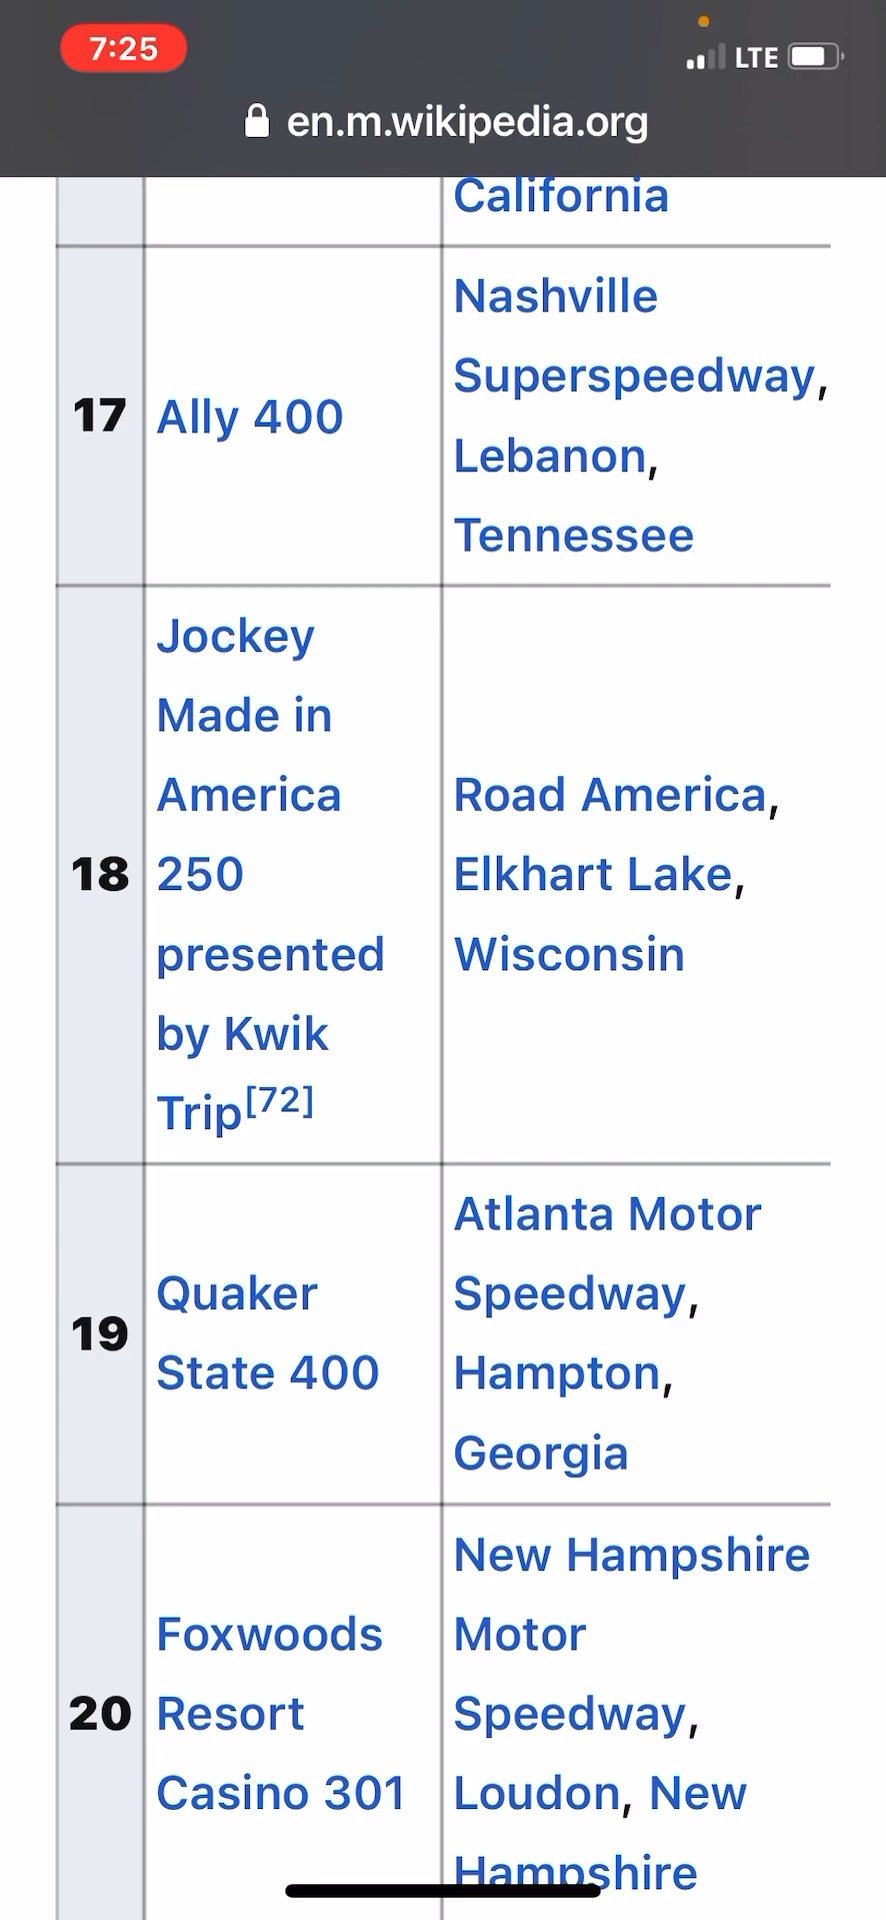 7:25
LTE
en.m.wikipedia.org
California
17
Ally 400
Nashville
Superspeedway,
Lebanon,
Tennessee
18
Jockey
Made in
America
250
presented
by Kwik
Trip[72]
Road America,
Elkhart Lake,
Wisconsin
19
Quaker
State 400
Atlanta Motor
Speedway,
Hampton,
Georgia
20
Foxwoods
Resort
Casino 301
New Hampshire
Motor
Speedway,
Loudon, New
Hampshire